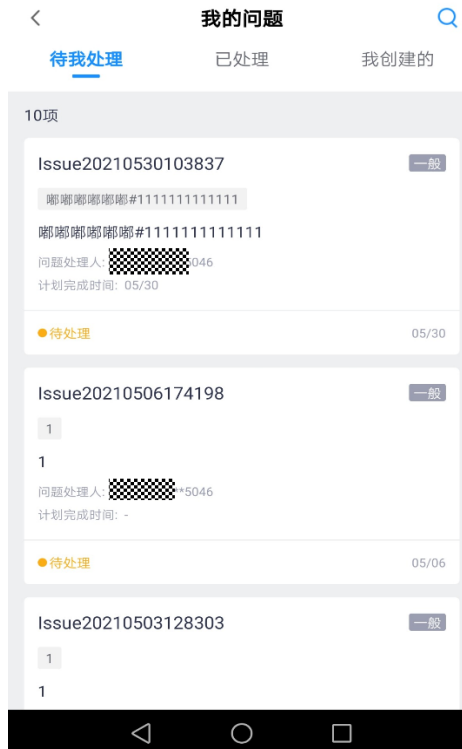 我的问题
待我处理 已处理 我创建的
10项
Issue20210530103837 一般
嘟嘟嘟嘟嘟嘟#1111111111111
嘟嘟嘟嘟嘟嘟#1111111111111
问题处理人: 5046
计划完成时间: 05/30
待处理 05/30
Issue20210506174198 一般
1
1
问题处理人: **5046
计划完成时间: -
待处理 05/06
Issue20210503128303 一般
1
1